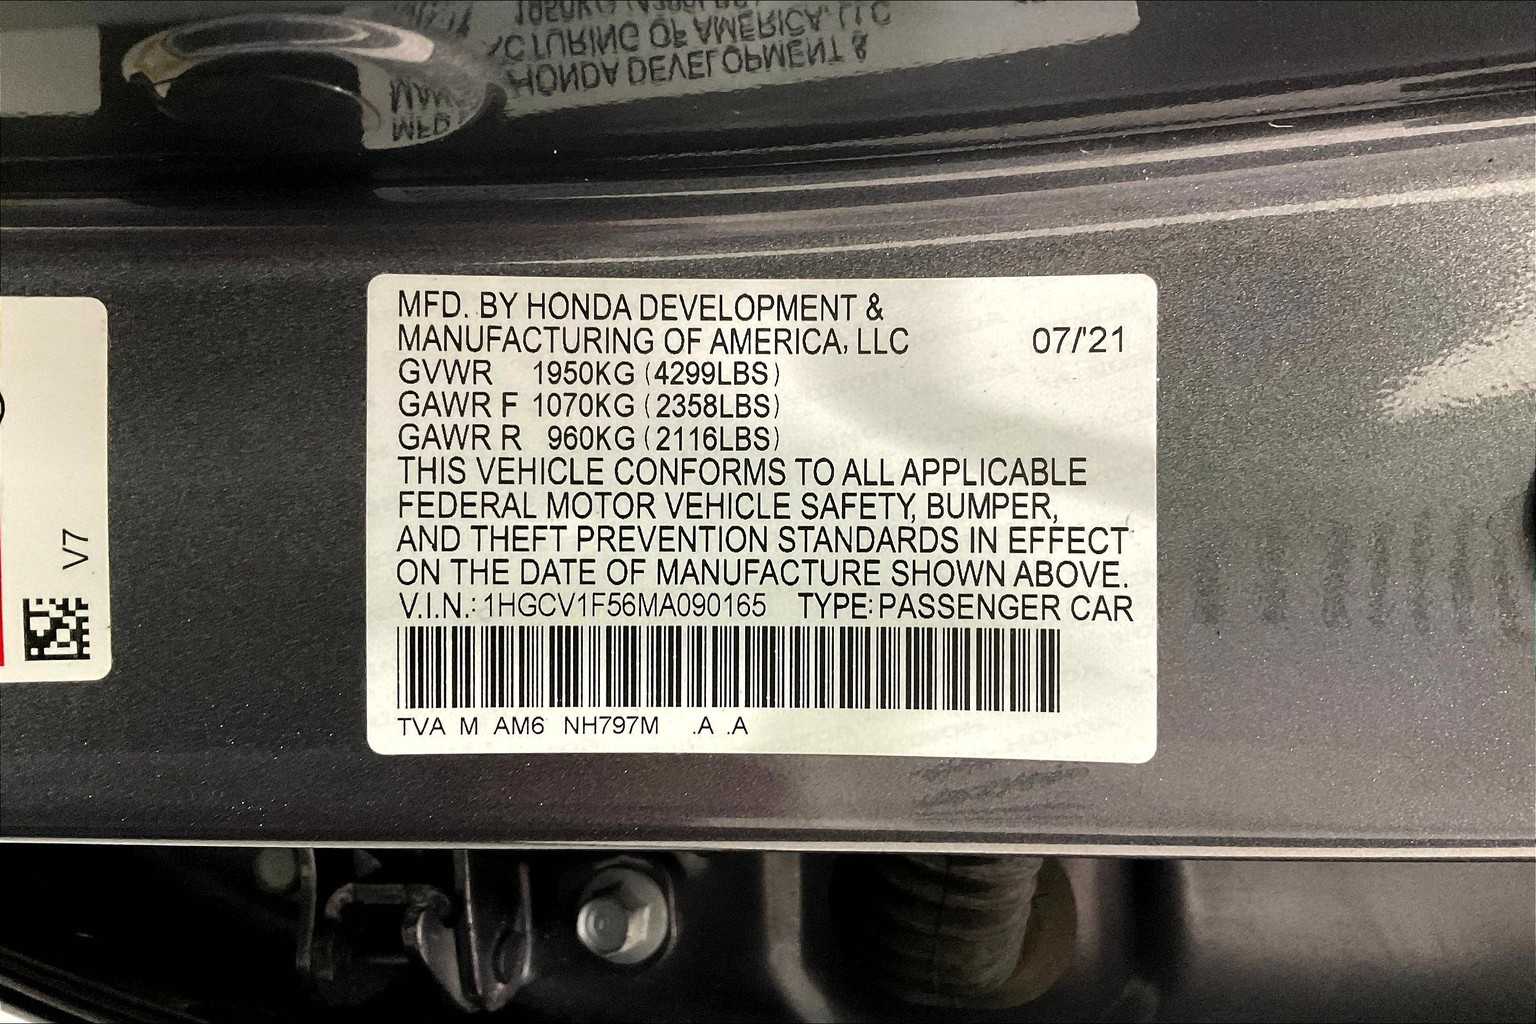 MFD. BY HONDA DEVELOPMENT &
MANUFACTURING OF AMERICA, LLC 07/'21
GVWR 1950KG (4299LBS)
GAWR F 1070KG (2358LBS)
GAWR R 960KG (2116LBS)
THIS VEHICLE CONFORMS TO ALL APPLICABLE
FEDERAL MOTOR VEHICLE SAFETY, BUMPER,
AND THEFT PREVENTION STANDARDS IN EFFECT
ON THE DATE OF MANUFACTURE SHOWN ABOVE.
V.I.N.: 1HGCV1F56MA090165 TYPE: PASSENGER CAR
TVA M AM6 NH797M .A .A
V7